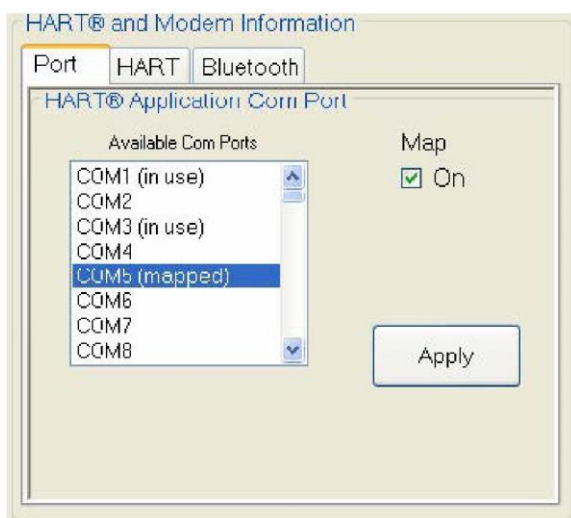 HART® and Modem Information
Port HART Bluetooth
HART® Application Com Port
Available Com Ports
Map
COM1 (in use)
On
COM2
COM3 (in use)
COM4
COM5 (mapped)
COM6
COM7
COM8
Apply